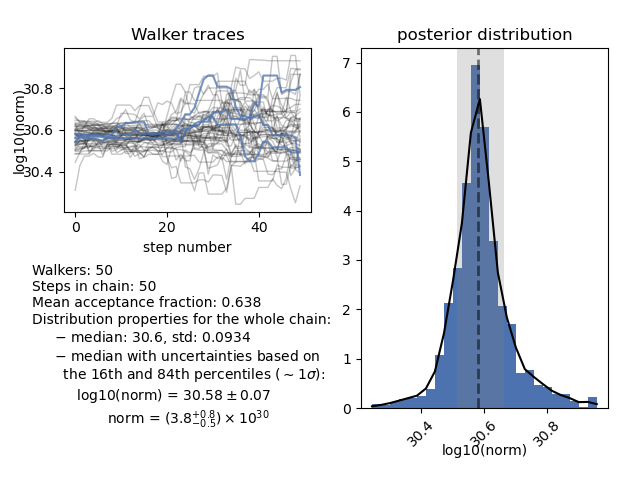 Walker traces
30.8
30.6
30.4
log10(norm)
0 20 40
step number
Walkers: 50
Steps in chain: 50
Mean acceptance fraction: 0.638
Distribution properties for the whole chain:
− median: 30.6, std: 0.0934
− median with uncertainties based on
the 16th and 84th percentiles (∼1σ):
log10(norm) = 30.58 ± 0.07
norm = (3.8^{+0.8}_{−0.5}) × 10^{30}
posterior distribution
7
6
5
4
3
2
1
0
30.4 30.6 30.8
log10(norm)